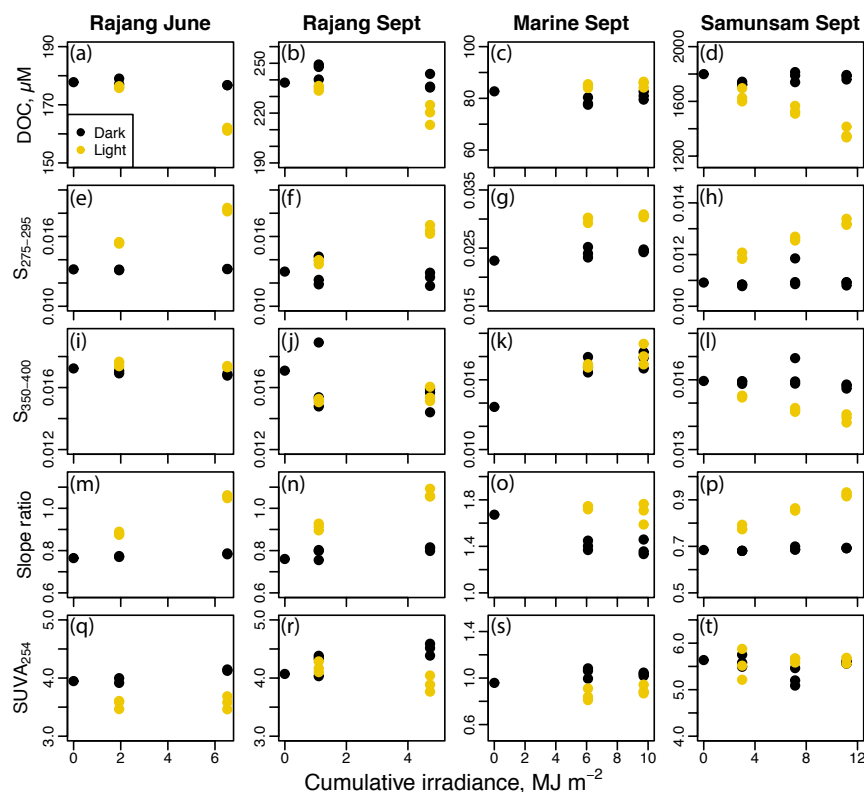 Rajang June Rajang Sept Marine Sept Samunsam Sept
(a) (b) (c) (d)
DOC, µM
150 170 190
190 220 250
60 80 100
1200 1600 2000
Dark
Light
(e) (f) (g) (h)
S275−295
0.010 0.016
0.010 0.016
0.015 0.025 0.035
0.010 0.012 0.014
(i) (j) (k) (l)
S350−400
0.012 0.016
0.012 0.016
0.010 0.016
0.013 0.016
(m) (n) (o) (p)
Slope ratio
0.6 0.8 1.0
0.6 0.8 1.0
1.0 1.4 1.8
0.5 0.7 0.9
(q) (r) (s) (t)
SUVA254
3.0 4.0 5.0
3.0 4.0 5.0
0.6 1.0 1.4
4.0 5.0 6.0
0 2 4 6 0 2 4 0 2 4 6 8 10 0 4 8 12
Cumulative irradiance, MJ m−2